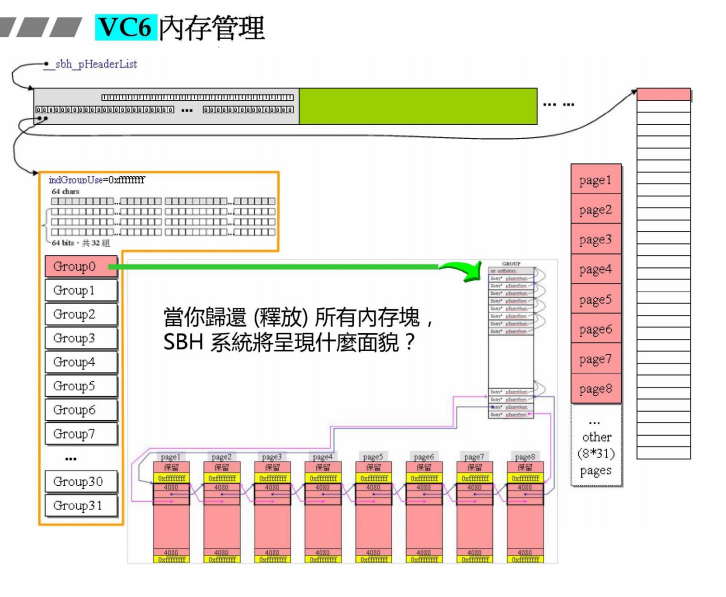 VC6 內存管理
__sbh_pHeaderList
... ...
indGroupUse=0xffffffff
64 chars
64 bits，共 32 組
Group0
Group1
Group2
Group3
Group4
Group5
Group6
Group7
...
Group30
Group31
當你歸還 (釋放) 所有內存塊，
SBH 系統將呈現什麼面貌？
GROUP
page1 page2 page3 page4 page5 page6 page7 page8
保留 保留 保留 保留 保留 保留 保留 保留
0xffffffff 0xffffffff 0xffffffff 0xffffffff 0xffffffff 0xffffffff 0xffffffff 0xffffffff
4080 4080 4080 4080 4080 4080 4080 4080
4080 4080 4080 4080 4080 4080 4080 4080
0xffffffff 0xffffffff 0xffffffff 0xffffffff 0xffffffff 0xffffffff 0xffffffff 0xffffffff
page1
page2
page3
page4
page5
page6
page7
page8
...
other
(8*31)
pages